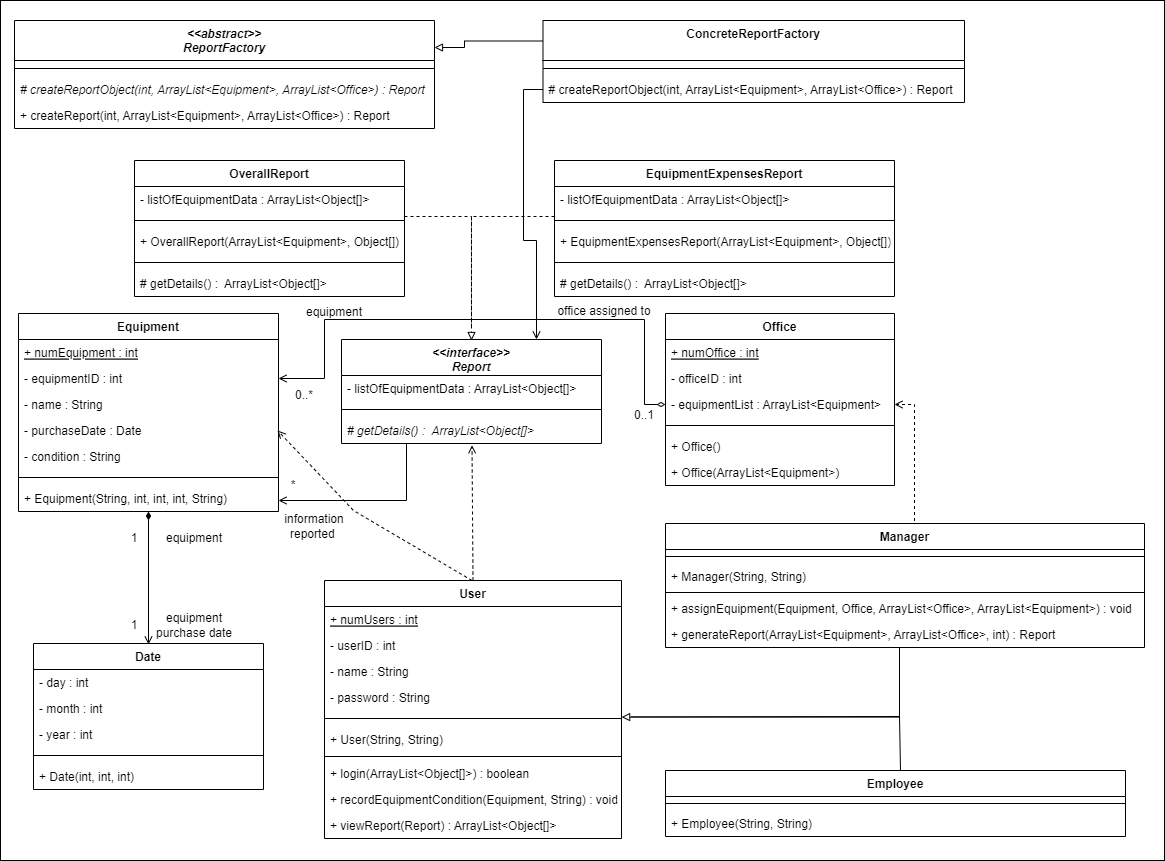 <<abstract>>
ReportFactory
# createReportObject(int, ArrayList<Equipment>, ArrayList<Office>) : Report
+ createReport(int, ArrayList<Equipment>, ArrayList<Office>) : Report
ConcreteReportFactory
# createReportObject(int, ArrayList<Equipment>, ArrayList<Office>) : Report
OverallReport
- listOfEquipmentData : ArrayList<Object[]>
+ OverallReport(ArrayList<Equipment>, Object[])
# getDetails() :  ArrayList<Object[]>
EquipmentExpensesReport
- listOfEquipmentData : ArrayList<Object[]>
+ EquipmentExpensesReport(ArrayList<Equipment>, Object[])
# getDetails() :  ArrayList<Object[]>
equipment
office assigned to
Equipment
+ numEquipment : int
- equipmentID : int
- name : String
- purchaseDate : Date
- condition : String
+ Equipment(String, int, int, int, String)
0..*
<<interface>>
Report
- listOfEquipmentData : ArrayList<Object[]>
# getDetails() :  ArrayList<Object[]>
0..1
Office
+ numOffice : int
- officeID : int
- equipmentList : ArrayList<Equipment>
+ Office()
+ Office(ArrayList<Equipment>)
*
information
reported
1
equipment
1
equipment
purchase date
Date
- day : int
- month : int
- year : int
+ Date(int, int, int)
User
+ numUsers : int
- userID : int
- name : String
- password : String
+ User(String, String)
+ login(ArrayList<Object[]>) : boolean
+ recordEquipmentCondition(Equipment, String) : void
+ viewReport(Report) : ArrayList<Object[]>
Manager
+ Manager(String, String)
+ assignEquipment(Equipment, Office, ArrayList<Office>, ArrayList<Equipment>) : void
+ generateReport(ArrayList<Equipment>, ArrayList<Office>, int) : Report
Employee
+ Employee(String, String)